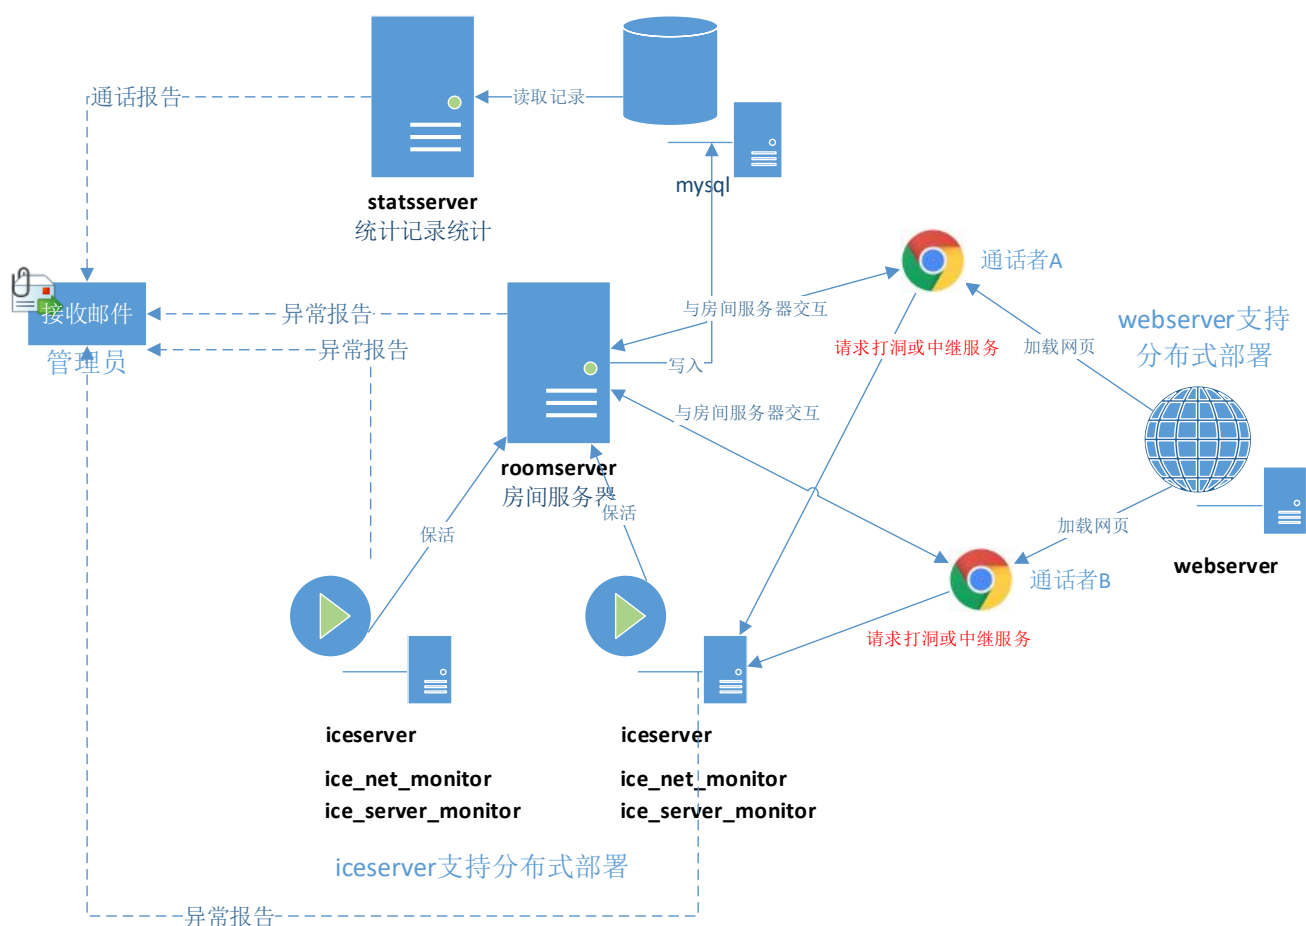 通话报告
读取记录
mysql
statsserver
统计记录统计
通话者A
接收邮件
管理员
异常报告
异常报告
与房间服务器交互
请求打洞或中继服务
写入
加载网页
webserver支持
分布式部署
与房间服务器交互
roomserver
房间服务器
保活
保活
加载网页
webserver
通话者B
请求打洞或中继服务
iceserver
ice_net_monitor
ice_server_monitor
iceserver
ice_net_monitor
ice_server_monitor
iceserver支持分布式部署
异常报告